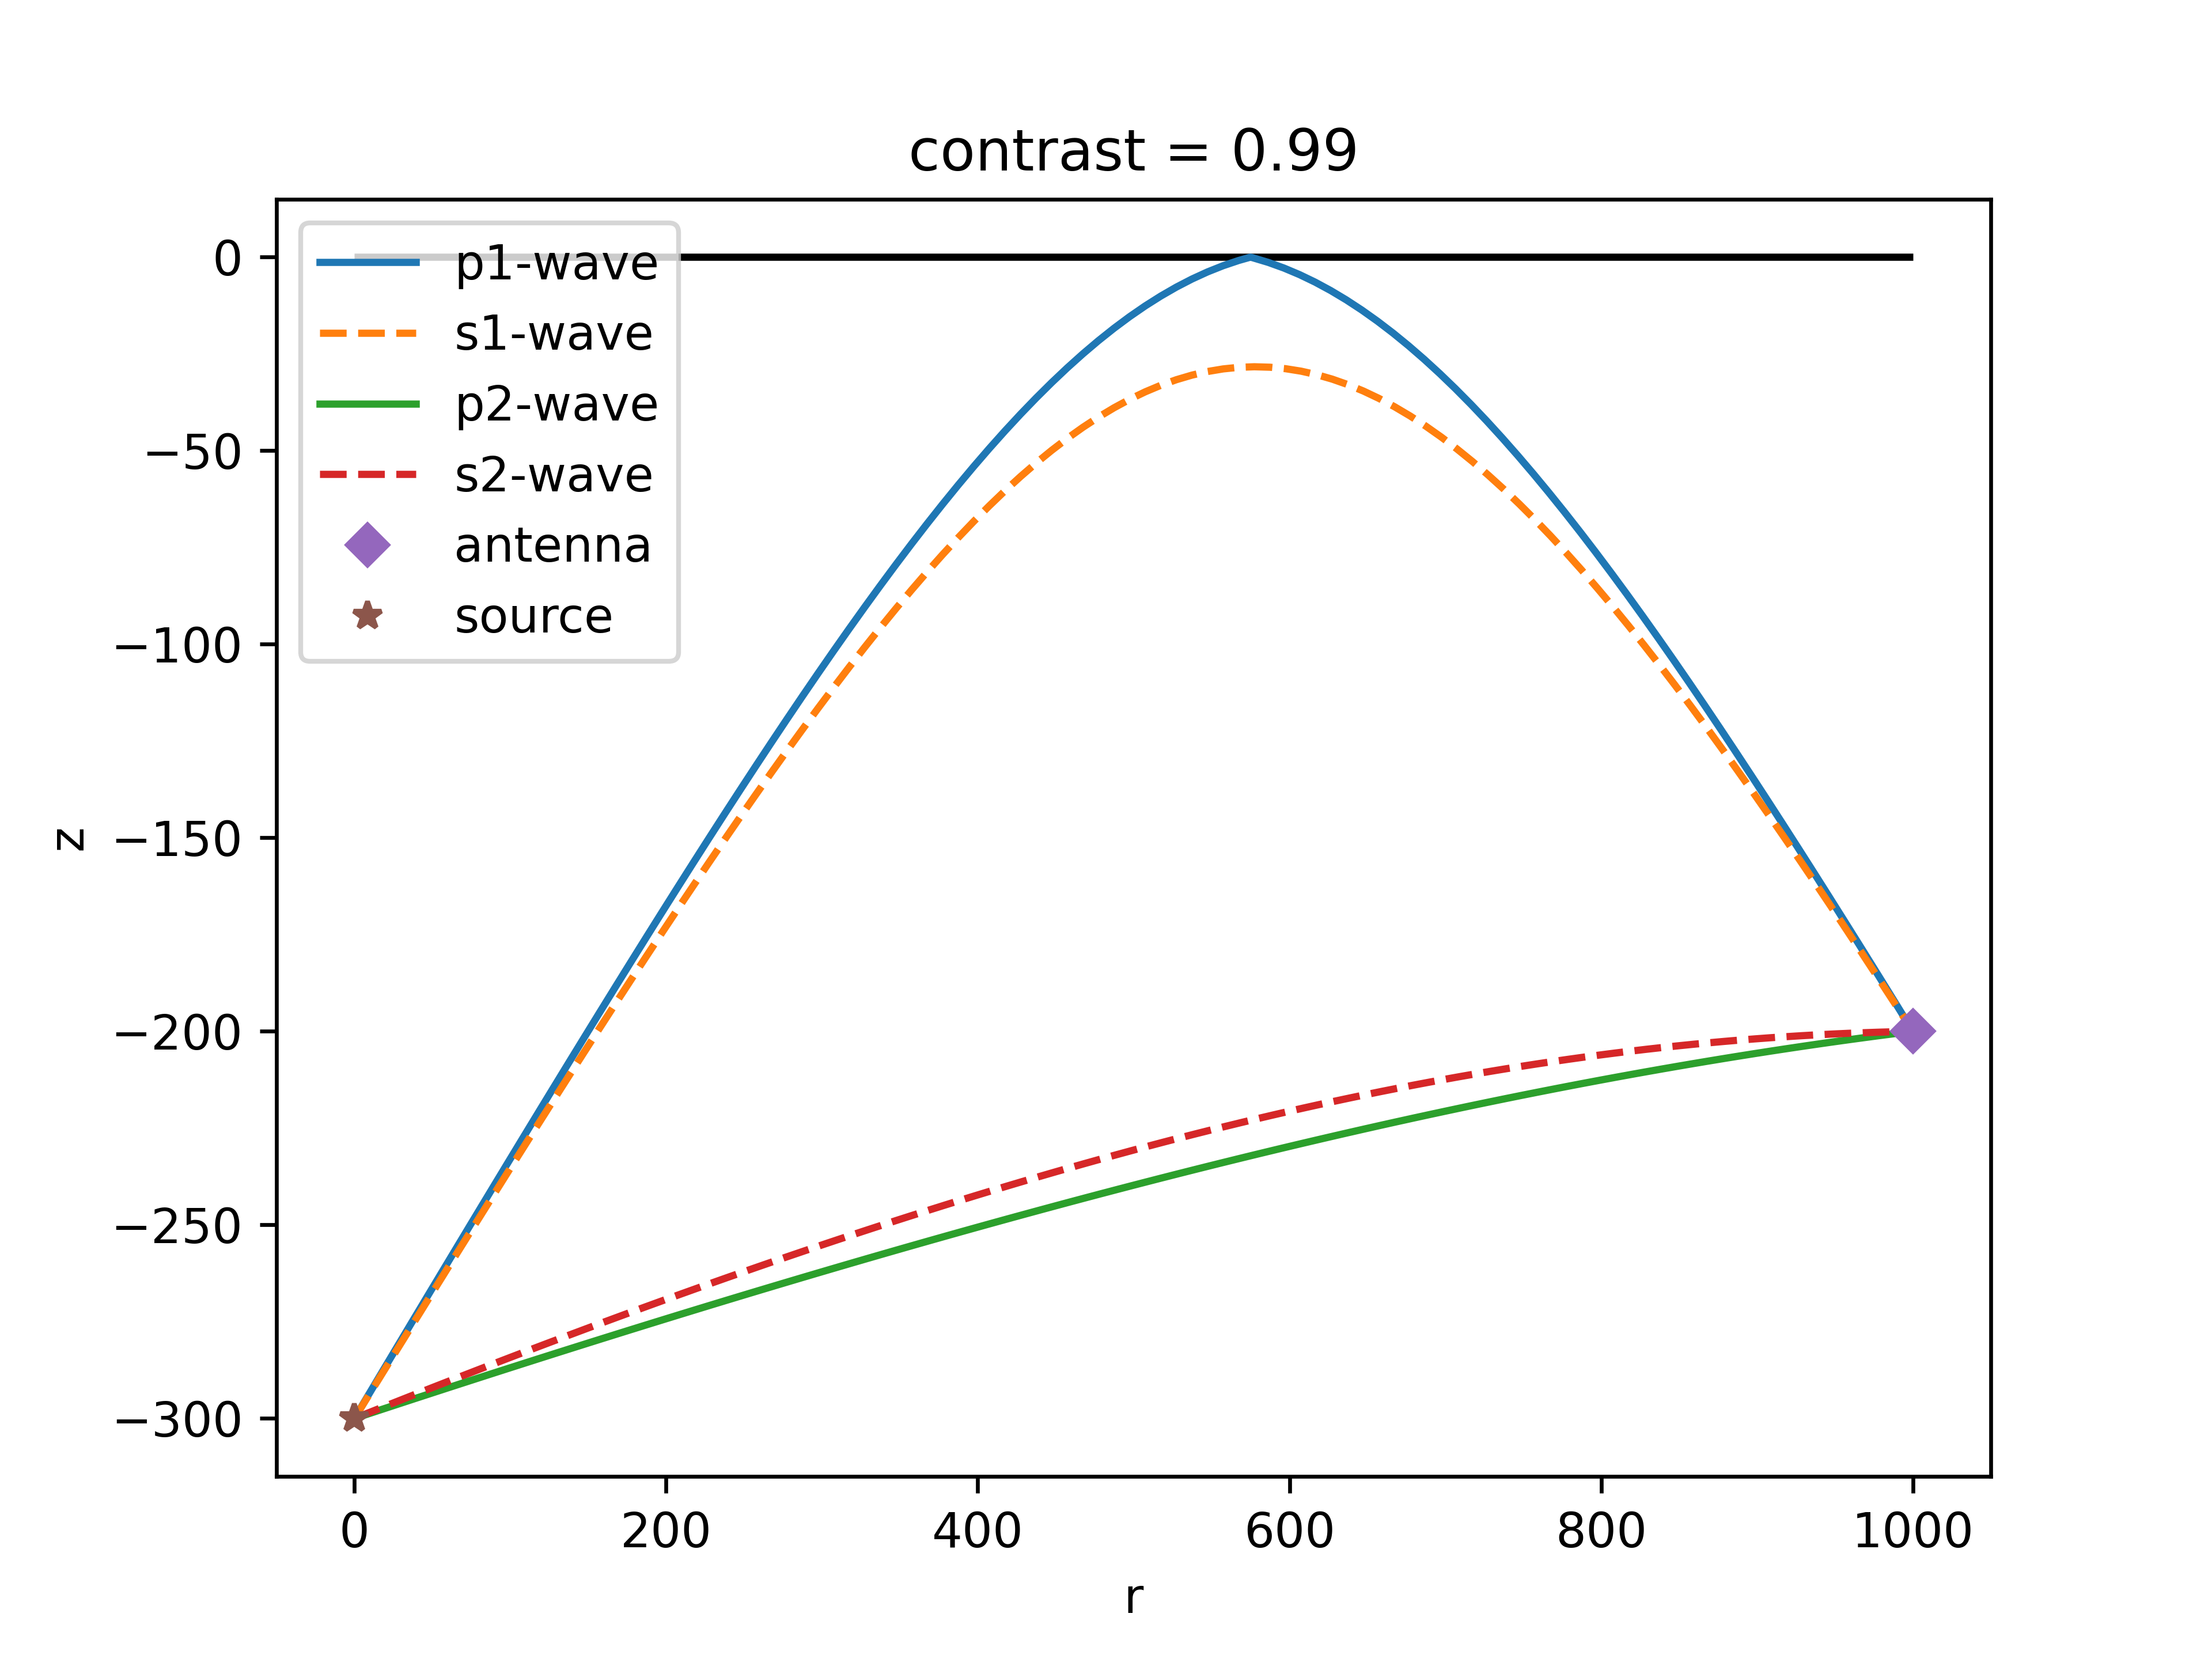 contrast = 0.99
p1-wave
s1-wave
p2-wave
s2-wave
antenna
source
0
−50
−100
−150
−200
−250
−300
z
0 200 400 600 800 1000
r